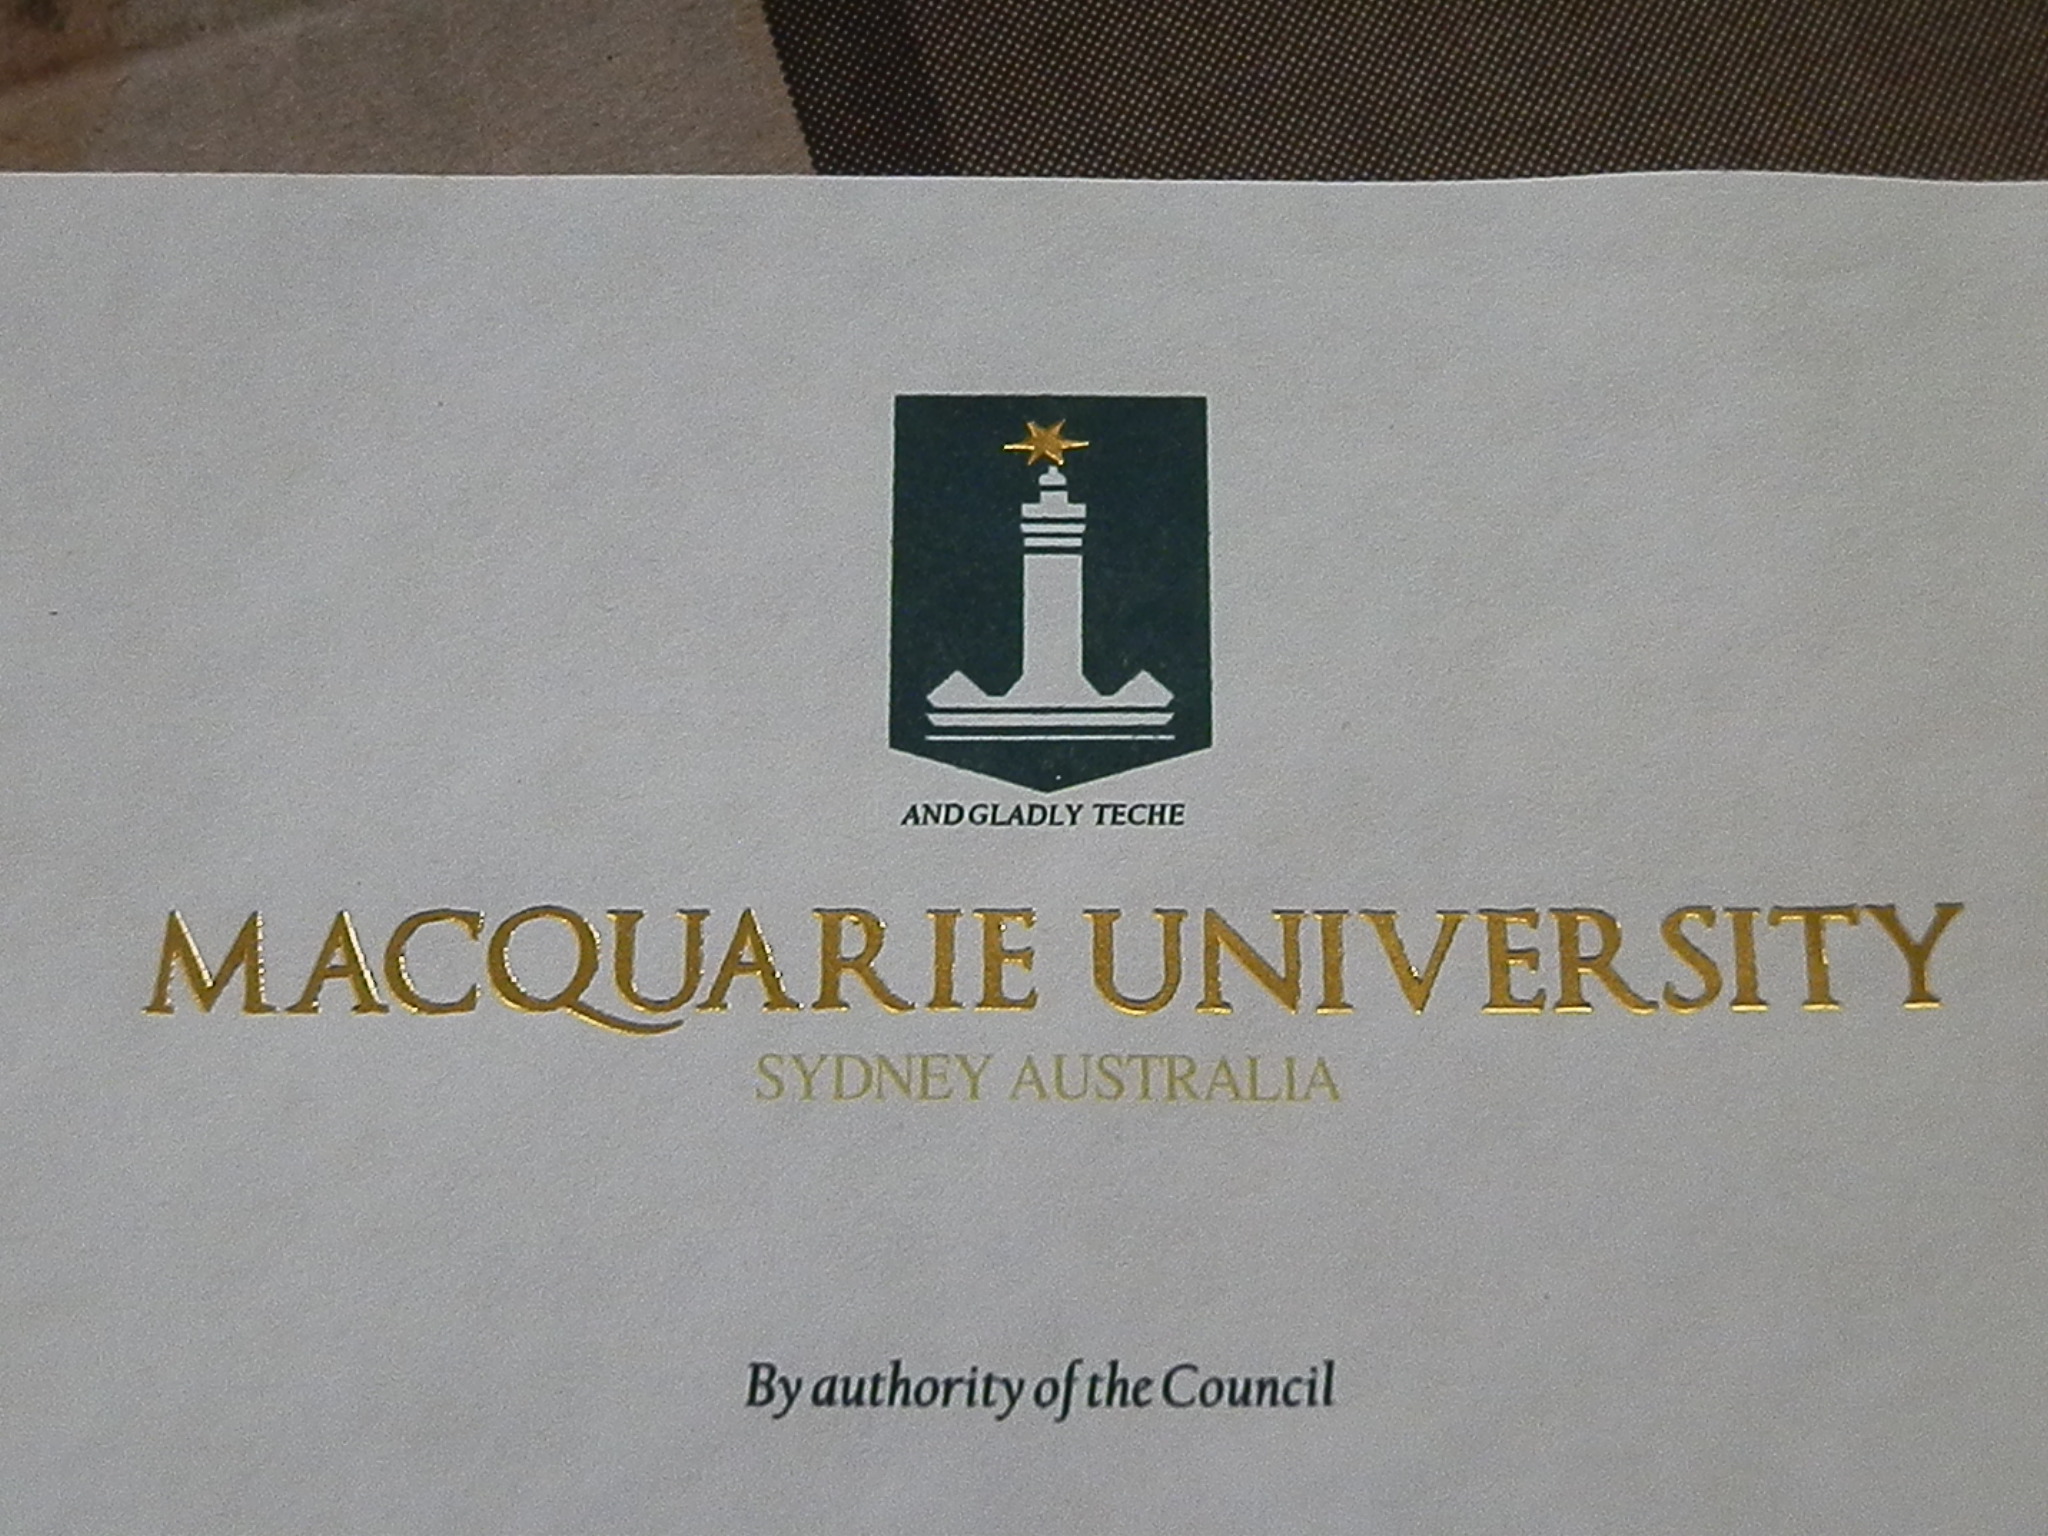 AND GLADLY TECHE
MACQUARIE UNIVERSITY
SYDNEY AUSTRALIA
By authority of the Council